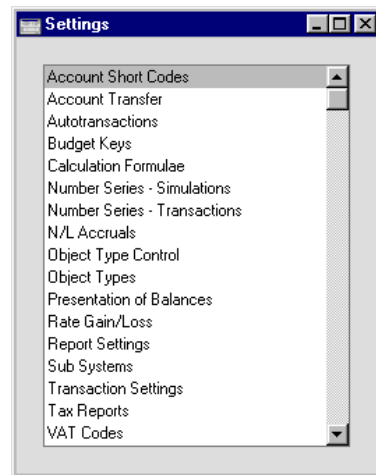 Settings
Account Short Codes
Account Transfer
Autotransactions
Budget Keys
Calculation Formulae
Number Series - Simulations
Number Series - Transactions
N/L Accruals
Object Type Control
Object Types
Presentation of Balances
Rate Gain/Loss
Report Settings
Sub Systems
Transaction Settings
Tax Reports
VAT Codes